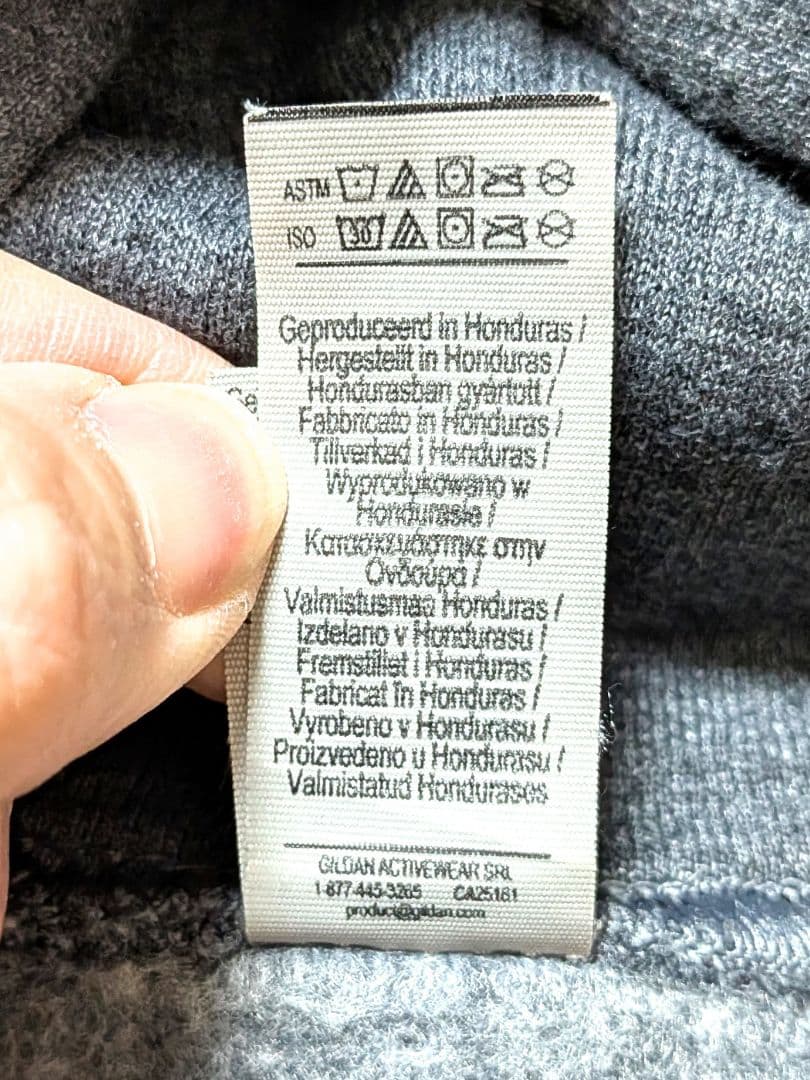 ASTM
ISO 30
Geproduceerd in Honduras /
Hergestellt in Honduras /
Hondurasban gyártott /
Fabbricato in Honduras /
Tillverkad i Honduras /
Wyprodukowano w
Hondurasie /
Κατασκευάστηκε στην
Ονδούρα /
Valmistusmaa Honduras /
Izdelano v Hondurasu /
Fremstillet i Honduras /
Fabricat în Honduras /
Vyrobeno v Hondurasu /
Proizvedeno u Hondurasu /
Valmistatud Hondurases
GILDAN ACTIVEWEAR SRL
1-877-445-3265 CA25161
product@gildan.com